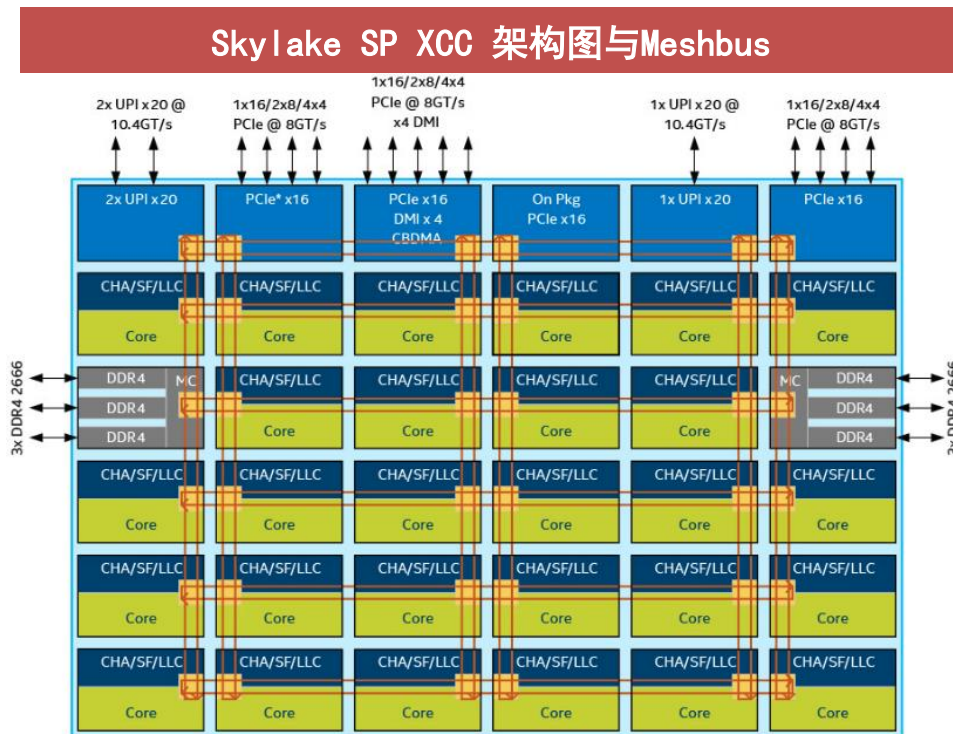 Skylake SP XCC 架构图与Meshbus
2x UPI x20 @
10.4GT/s
1x16/2x8/4x4
PCIe @ 8GT/s
1x16/2x8/4x4
PCIe @ 8GT/s
x4 DMI
1x UPI x20 @
10.4GT/s
1x16/2x8/4x4
PCIe @ 8GT/s
2x UPI x20
PCIe* x16
PCIe x16
DMI x 4
CBDMA
On Pkg
PCIe x16
1x UPI x20
PCIe x16
CHA/SF/LLC
CHA/SF/LLC
CHA/SF/LLC
CHA/SF/LLC
CHA/SF/LLC
CHA/SF/LLC
Core
Core
Core
Core
Core
Core
3x DDR4 2666
DDR4
DDR4
DDR4
MC
CHA/SF/LLC
CHA/SF/LLC
CHA/SF/LLC
CHA/SF/LLC
Core
Core
Core
Core
MC
DDR4
DDR4
DDR4
3x DDR4 2666
CHA/SF/LLC
CHA/SF/LLC
CHA/SF/LLC
CHA/SF/LLC
CHA/SF/LLC
CHA/SF/LLC
Core
Core
Core
Core
Core
Core
CHA/SF/LLC
CHA/SF/LLC
CHA/SF/LLC
CHA/SF/LLC
CHA/SF/LLC
CHA/SF/LLC
Core
Core
Core
Core
Core
Core
CHA/SF/LLC
CHA/SF/LLC
CHA/SF/LLC
CHA/SF/LLC
CHA/SF/LLC
CHA/SF/LLC
Core
Core
Core
Core
Core
Core